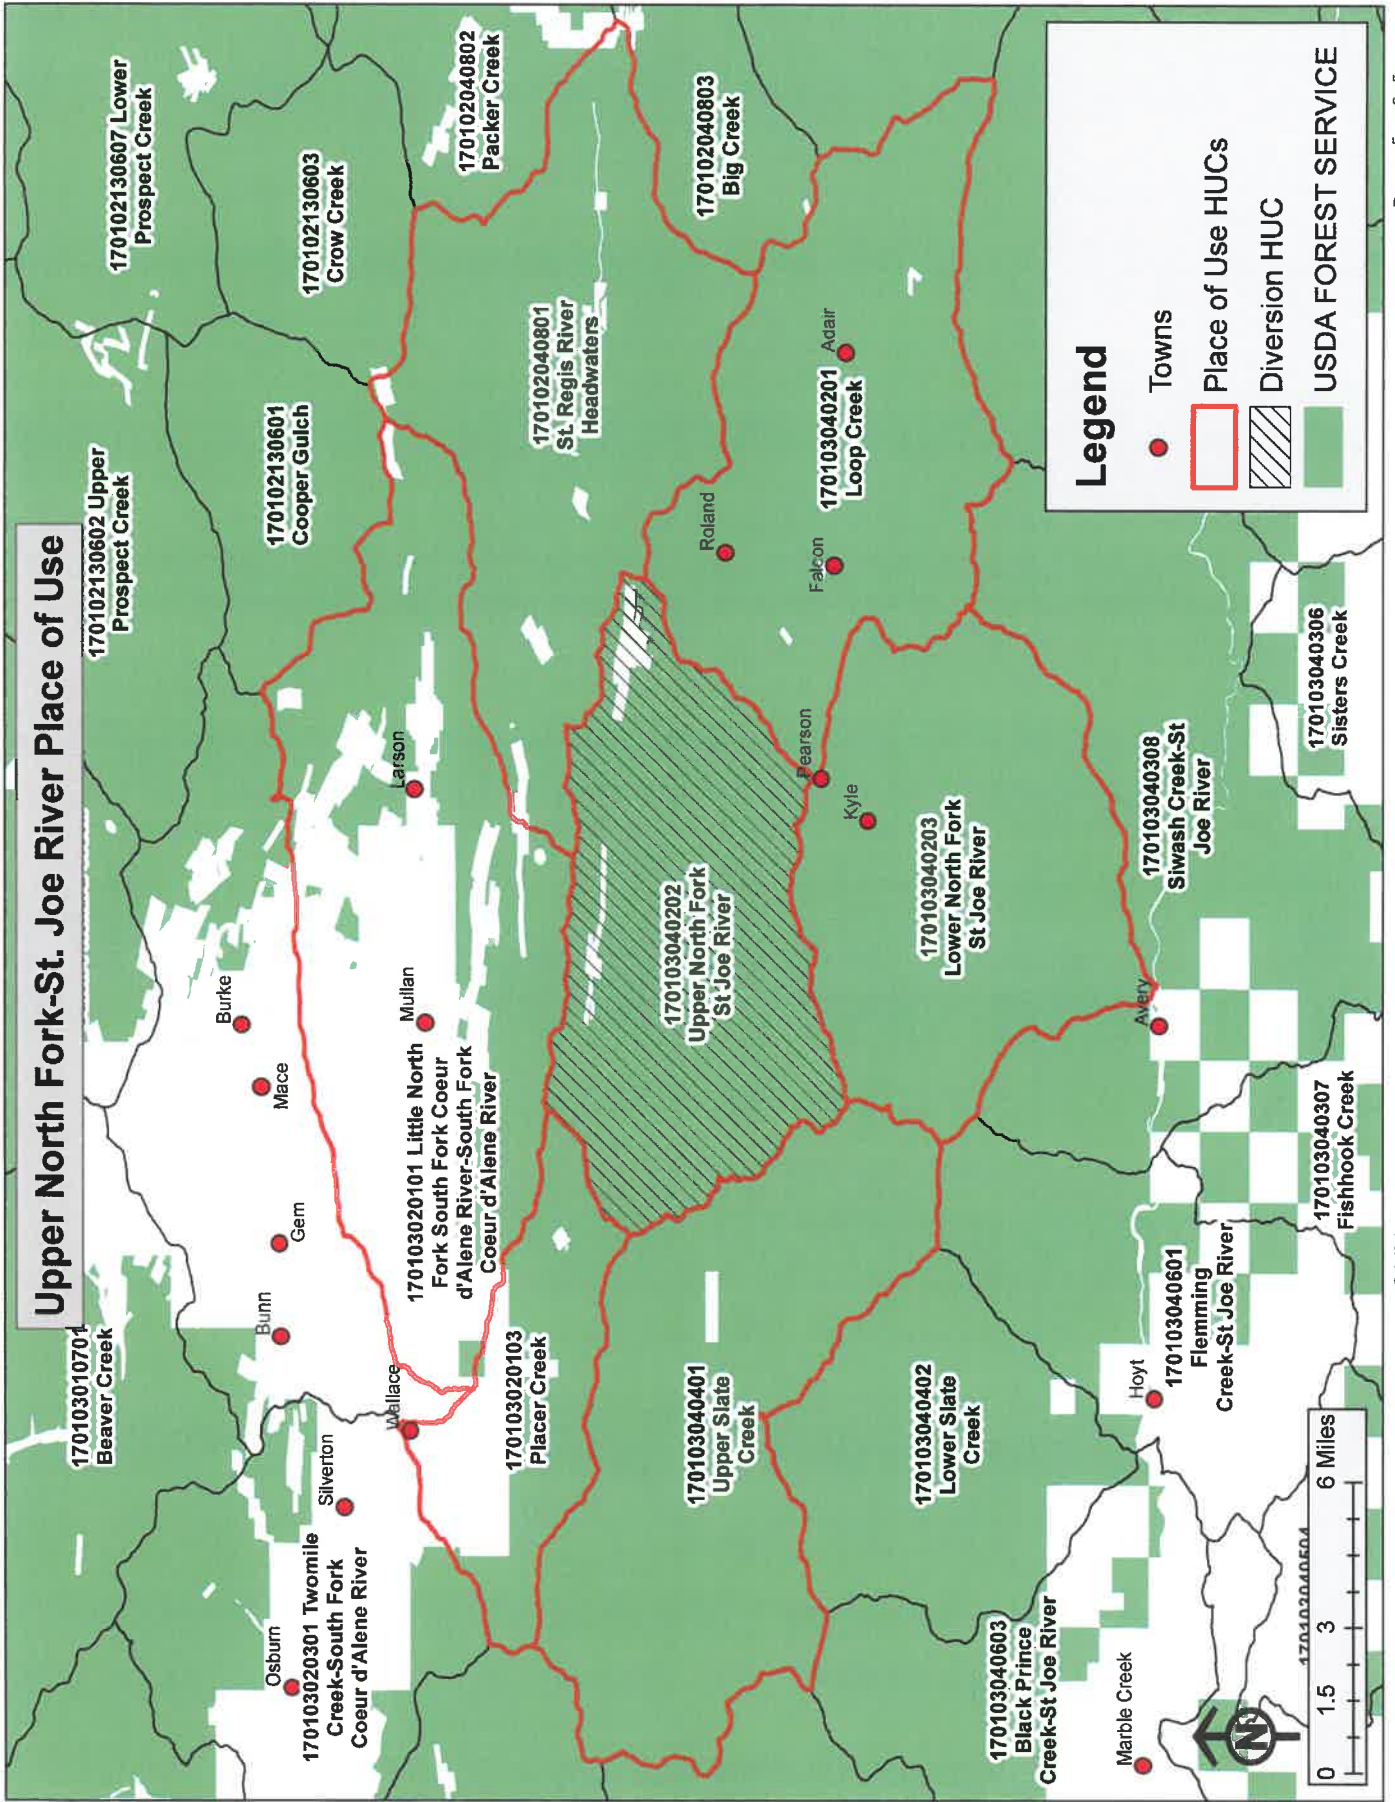 Upper North Fork-St. Joe River Place of Use
170103010701
Beaver Creek
170102130602 Upper
Prospect Creek
170102130607 Lower
Prospect Creek
170102130601
Cooper Gulch
170102130603
Crow Creek
170102040802
Packer Creek
Osburn
170103020301 Twomile
Creek-South Fork
Coeur d'Alene River
Silverton
Wallace
Bunn
Gem
Mace
Burke
Mullan
Larson
170103020101 Little North
Fork South Fork Coeur
d'Alene River-South Fork
Coeur d'Alene River
170103020103
Placer Creek
170102040801
St. Regis River
Headwaters
170102040803
Big Creek
170103040401
Upper Slate
Creek
170103040202
Upper North Fork
St Joe River
Roland
Falcon
Pearson
Kyle
170103040201
Loop Creek
Adair
170103040402
Lower Slate
Creek
170103040203
Lower North Fork
St Joe River
170103040603
Black Prince
Creek-St Joe River
Marble Creek
Hoyt
170103040601
Flemming
Creek-St Joe River
Avery
170103040308
Siwash Creek-St
Joe River
170103040307
Fishhook Creek
170103040306
Sisters Creek
170103040504
N
0 1.5 3 6 Miles
Legend
Towns
Place of Use HUCs
Diversion HUC
USDA FOREST SERVICE